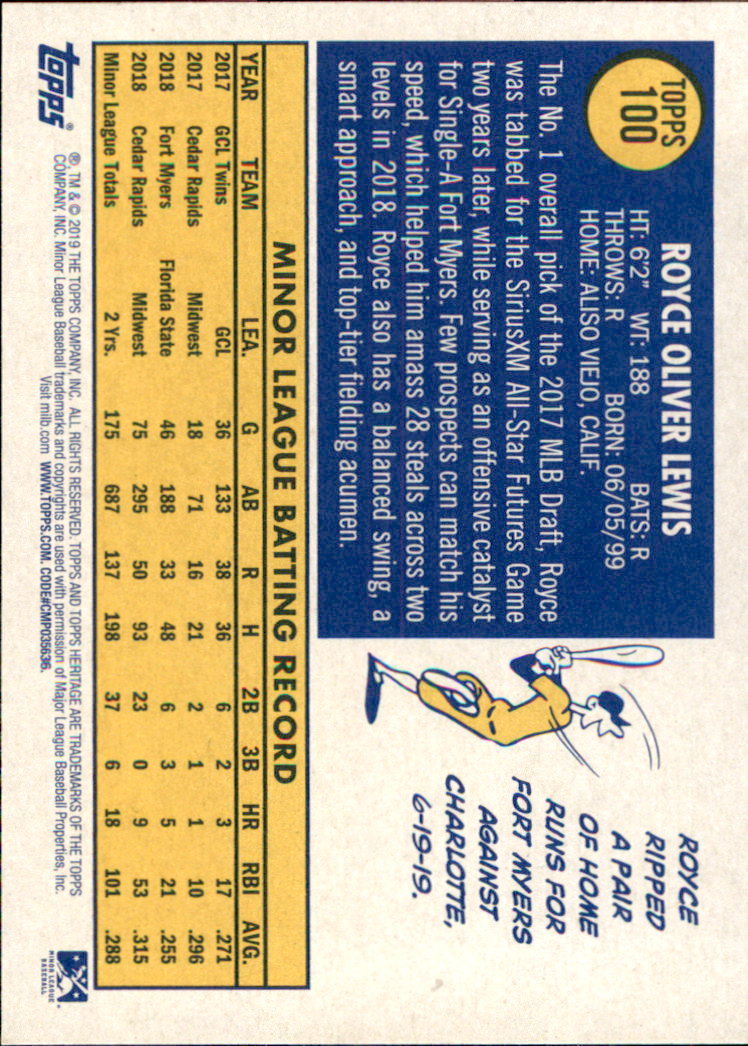 TOPPS
100
ROYCE OLIVER LEWIS
HT: 6'2" WT: 188 BATS: R
THROWS: R BORN: 06/05/99
HOME: ALISO VIEJO, CALIF.
The No. 1 overall pick of the 2017 MLB Draft, Royce
was tabbed for the SiriusXM All-Star Futures Game
two years later, while serving as an offensive catalyst
for Single-A Fort Myers. Few prospects can match his
speed, which helped him amass 28 steals across two
levels in 2018. Royce also has a balanced swing, a
smart approach, and top-tier fielding acumen.
ROYCE
RIPPED
A PAIR
OF HOME
RUNS FOR
FORT MYERS
AGAINST
CHARLOTTE,
6-19-19.
MINOR LEAGUE BATTING RECORD
YEAR TEAM LEA. G AB R H 2B 3B HR RBI AVG.
2017 GCL Twins GCL 36 133 38 36 6 2 3 17 .271
2017 Cedar Rapids Midwest 18 71 16 21 2 1 1 10 .296
2018 Fort Myers Florida State 46 188 33 48 6 3 5 21 .255
2018 Cedar Rapids Midwest 75 295 50 93 23 0 9 53 .315
Minor League Totals 2 Yrs. 175 687 137 198 37 6 18 101 .288
topps®
®, TM & © 2019 THE TOPPS COMPANY, INC. ALL RIGHTS RESERVED. TOPPS AND TOPPS HERITAGE ARE TRADEMARKS OF THE TOPPS
COMPANY, INC. Minor League Baseball trademarks and copyrights are used with permission of Major League Baseball Properties, Inc.
Visit milb.com WWW.TOPPS.COM. CODE#CMP035636.
MINOR LEAGUE
BASEBALL